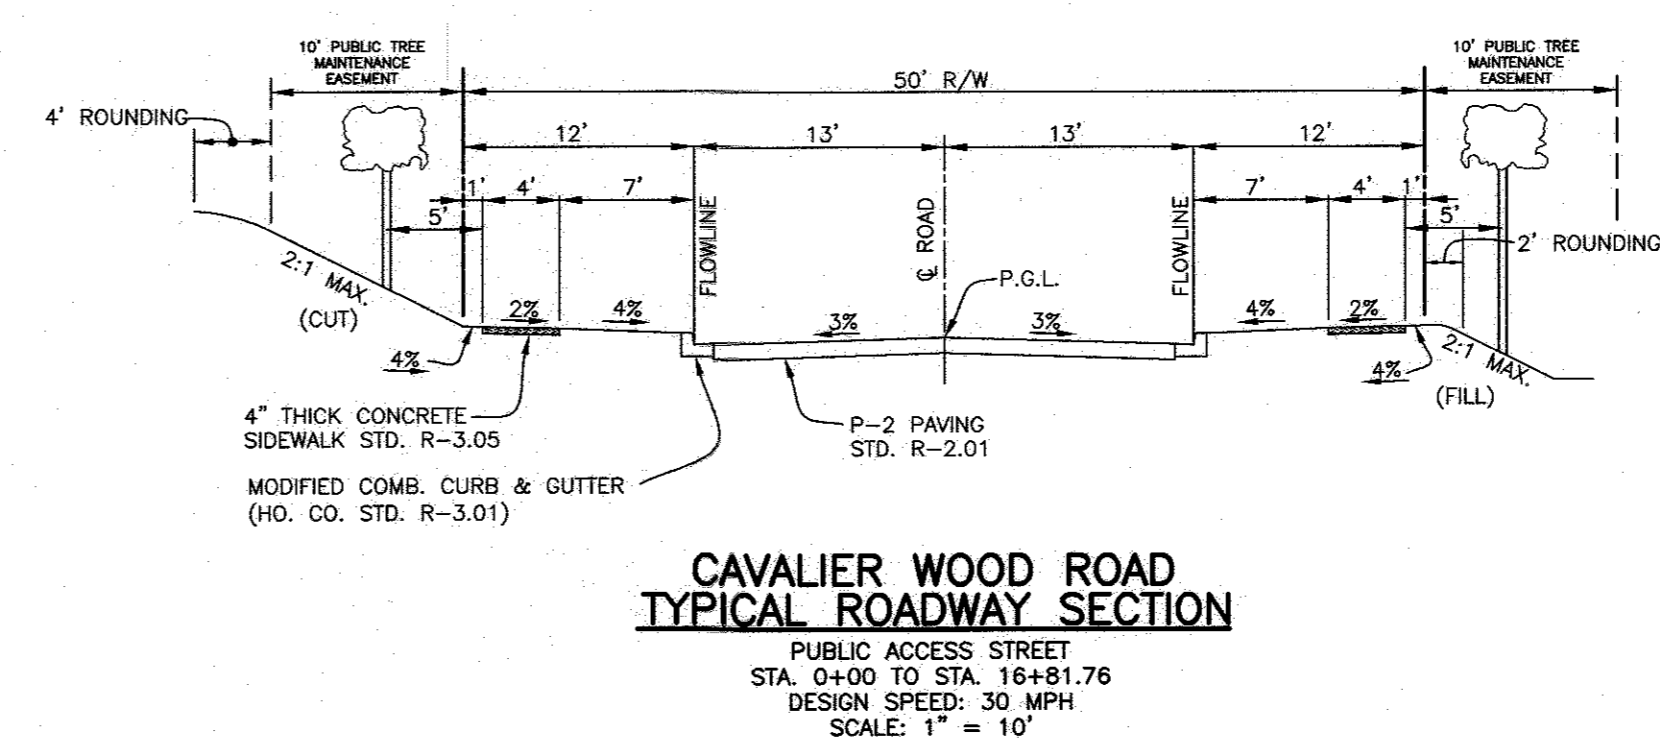 10' PUBLIC TREE
MAINTENANCE
EASEMENT
10' PUBLIC TREE
MAINTENANCE
EASEMENT
50' R/W
4' ROUNDING
12'
13'
13'
12'
1'
4'
7'
7'
4'
1'
5'
5'
FLOWLINE
℄ ROAD
FLOWLINE
2' ROUNDING
2:1 MAX.
(CUT)
P.G.L.
2%
4%
3%
3%
4%
2%
4%
4%
2:1 MAX.
(FILL)
4" THICK CONCRETE
SIDEWALK STD. R-3.05
P-2 PAVING
STD. R-2.01
MODIFIED COMB. CURB & GUTTER
(HO. CO. STD. R-3.01)
CAVALIER WOOD ROAD
TYPICAL ROADWAY SECTION
PUBLIC ACCESS STREET
STA. 0+00 TO STA. 16+81.76
DESIGN SPEED: 30 MPH
SCALE: 1" = 10'